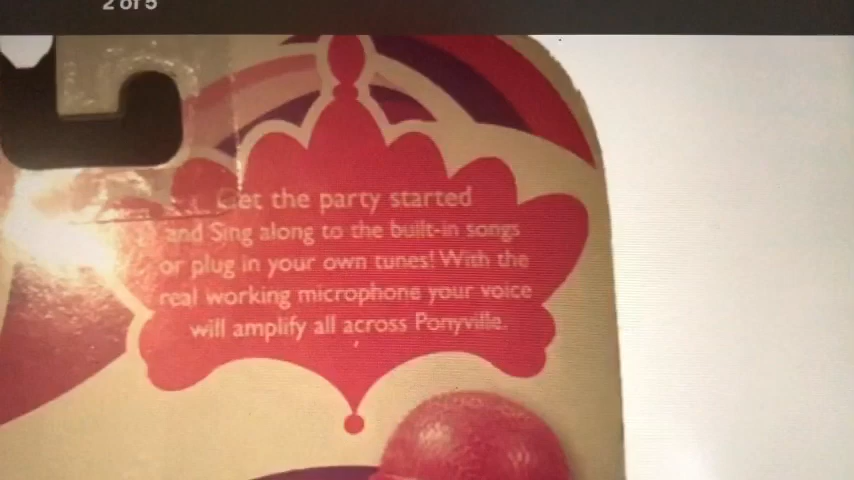 2 of 5
Get the party started
and Sing along to the built-in songs
or plug in your own tunes! With the
real working microphone your voice
will amplify all across Ponyville.